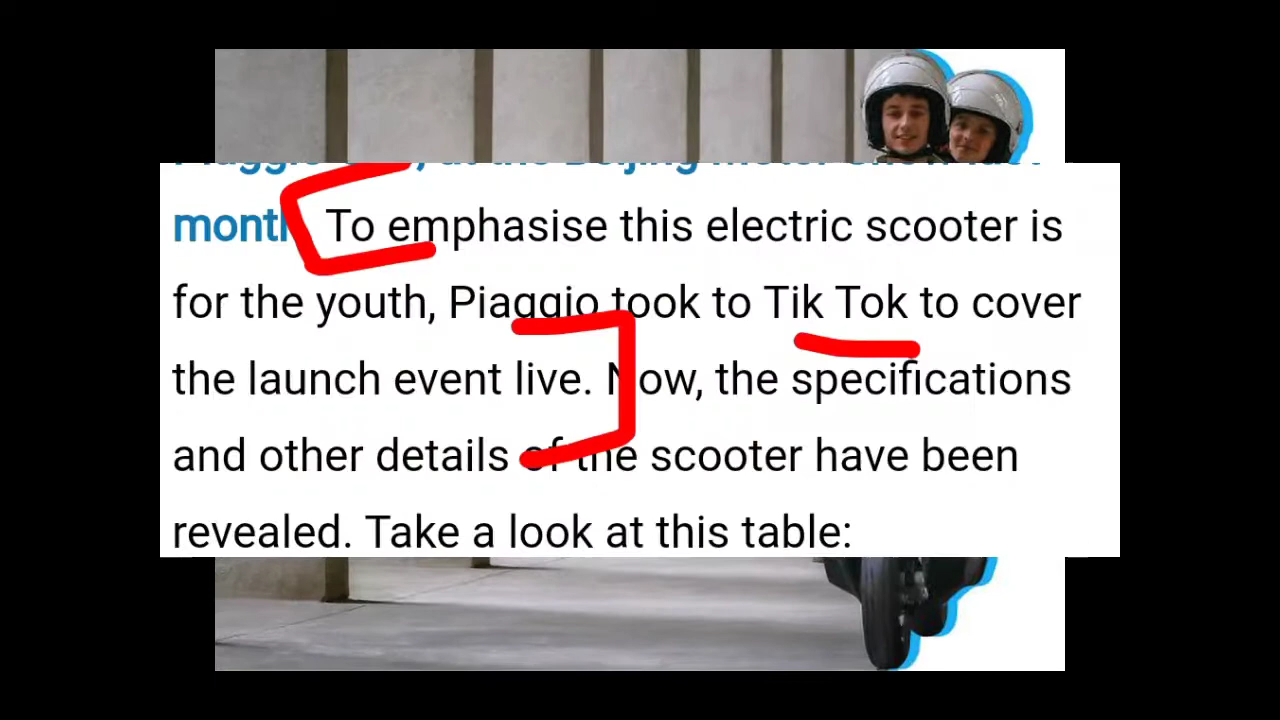 month. To emphasise this electric scooter is
for the youth, Piaggio took to Tik Tok to cover
the launch event live. Now, the specifications
and other details of the scooter have been
revealed. Take a look at this table: